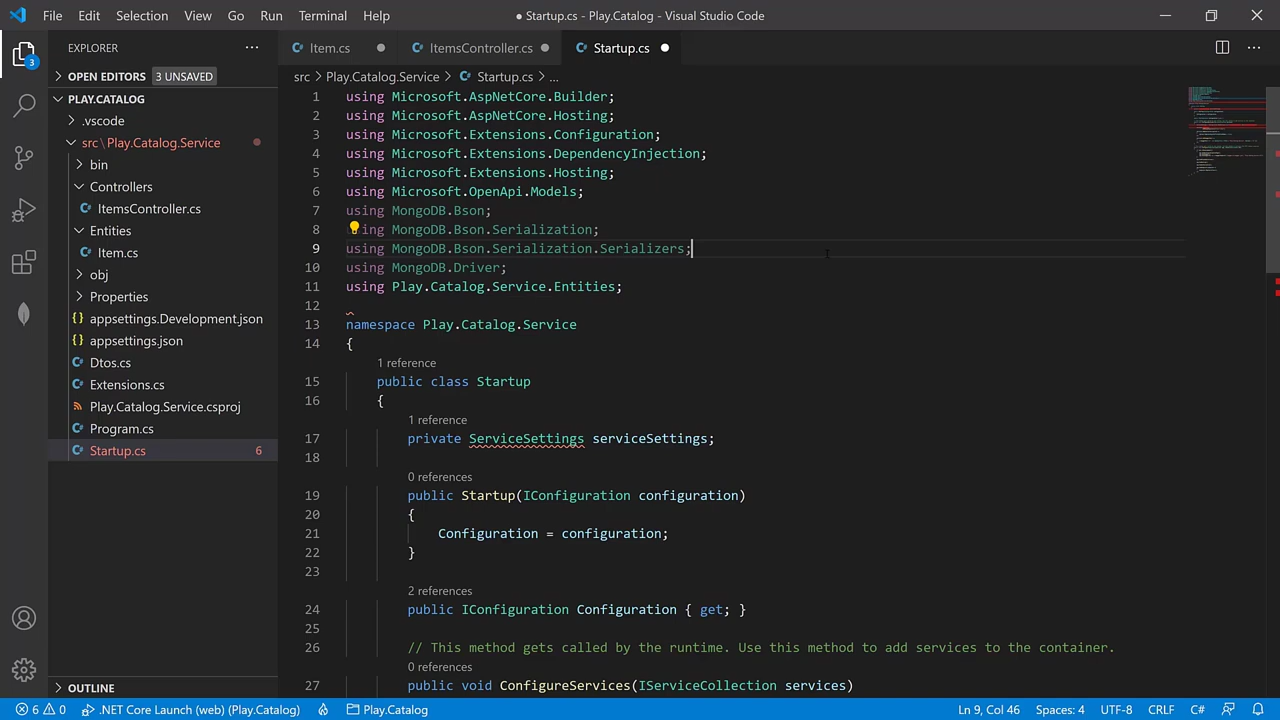 File Edit Selection View Go Run Terminal Help
● Startup.cs - Play.Catalog - Visual Studio Code
EXPLORER
OPEN EDITORS 3 UNSAVED
PLAY.CATALOG
.vscode
src\Play.Catalog.Service
bin
Controllers
ItemsController.cs
Entities
Item.cs
obj
Properties
appsettings.Development.json
appsettings.json
Dtos.cs
Extensions.cs
Play.Catalog.Service.csproj
Program.cs
Startup.cs 6
OUTLINE
3
Item.cs ItemsController.cs Startup.cs
src > Play.Catalog.Service > Startup.cs > ...
1 using Microsoft.AspNetCore.Builder;
2 using Microsoft.AspNetCore.Hosting;
3 using Microsoft.Extensions.Configuration;
4 using Microsoft.Extensions.DependencyInjection;
5 using Microsoft.Extensions.Hosting;
6 using Microsoft.OpenApi.Models;
7 using MongoDB.Bson;
8 using MongoDB.Bson.Serialization;
9 using MongoDB.Bson.Serialization.Serializers;
10 using MongoDB.Driver;
11 using Play.Catalog.Service.Entities;
12
13 namespace Play.Catalog.Service
14 {
1 reference
15 public class Startup
16 {
1 reference
17 private ServiceSettings serviceSettings;
18
0 references
19 public Startup(IConfiguration configuration)
20 {
21 Configuration = configuration;
22 }
23
2 references
24 public IConfiguration Configuration { get; }
25
26 // This method gets called by the runtime. Use this method to add services to the container.
0 references
27 public void ConfigureServices(IServiceCollection services)
6 0 .NET Core Launch (web) (Play.Catalog) Play.Catalog Ln 9, Col 46 Spaces: 4 UTF-8 CRLF C#